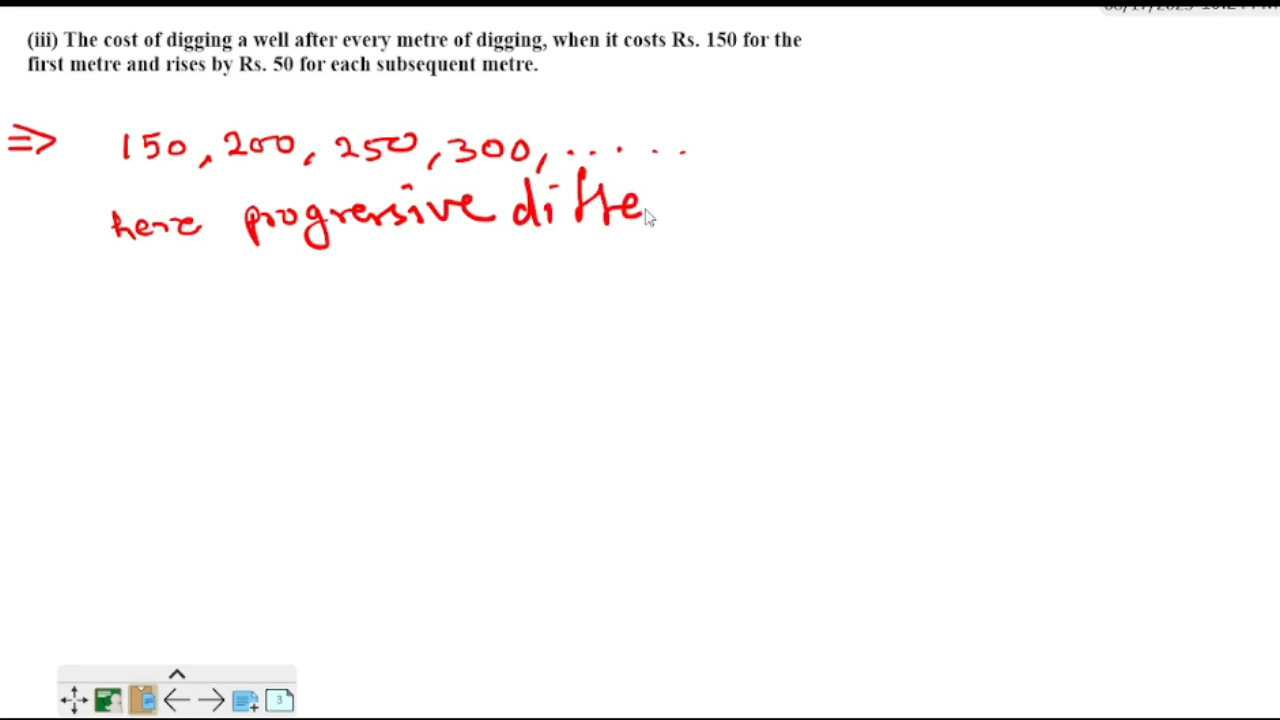 (iii) The cost of digging a well after every metre of digging, when it costs Rs. 150 for the
first metre and rises by Rs. 50 for each subsequent metre.
⇒ 150, 200, 250, 300, .....
here progressive diffe
3